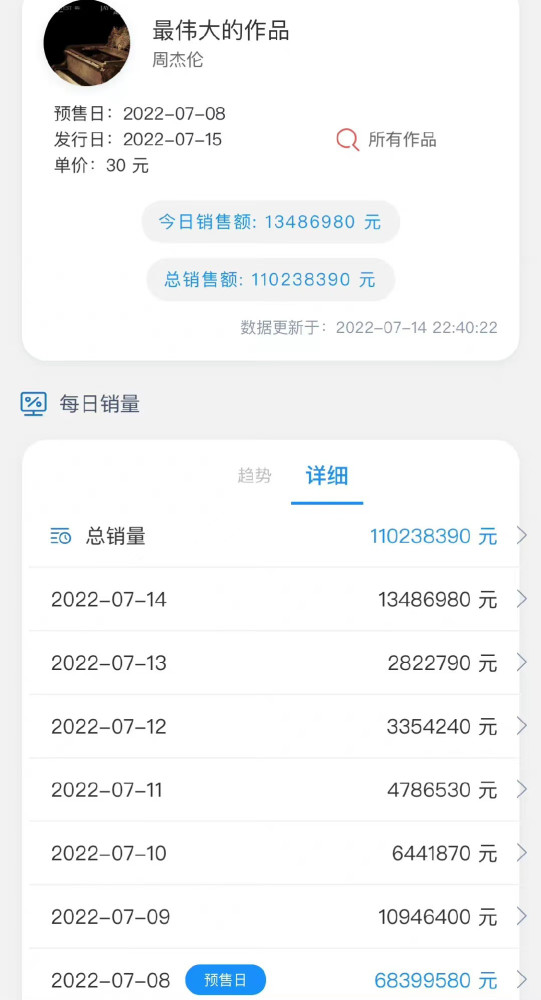 最伟大的作品
周杰伦
预售日：2022-07-08
发行日：2022-07-15
单价：30 元
所有作品
今日销售额: 13486980 元
总销售额: 110238390 元
数据更新于：2022-07-14 22:40:22
每日销量
趋势 详细
总销量 110238390 元
2022-07-14 13486980 元
2022-07-13 2822790 元
2022-07-12 3354240 元
2022-07-11 4786530 元
2022-07-10 6441870 元
2022-07-09 10946400 元
2022-07-08 预售日 68399580 元